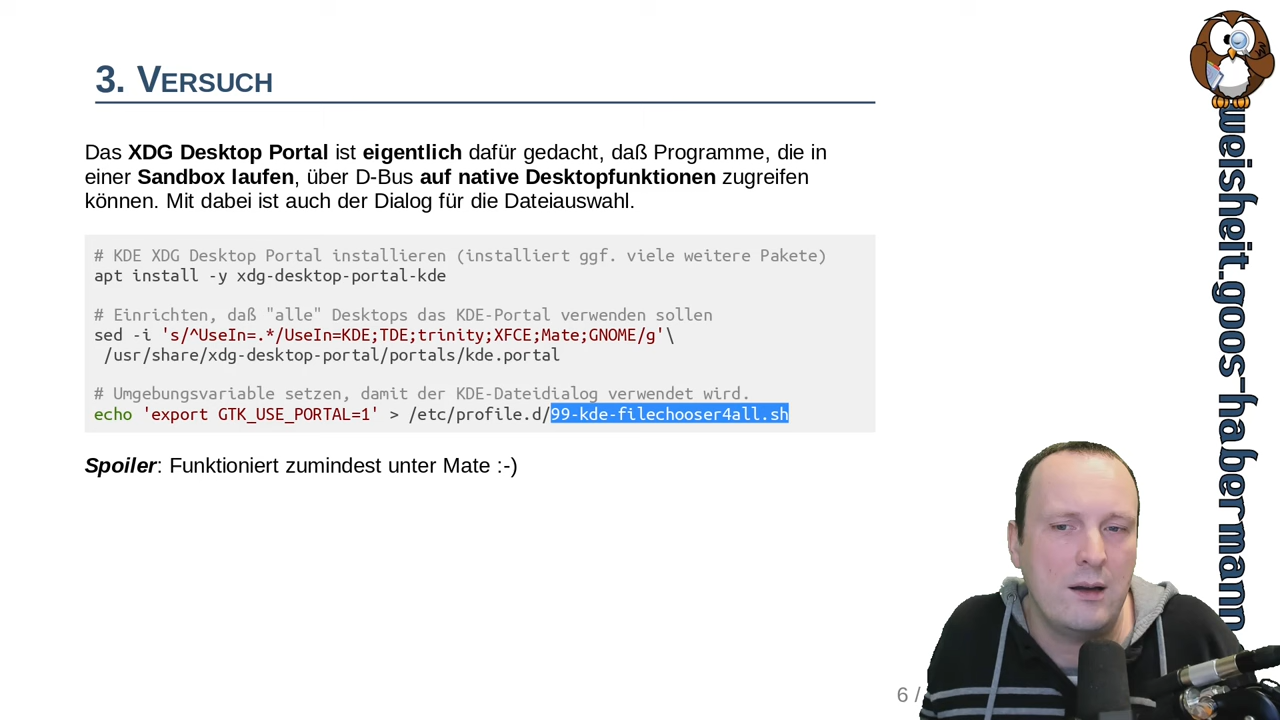 3. VERSUCH
Das XDG Desktop Portal ist eigentlich dafür gedacht, daß Programme, die in
einer Sandbox laufen, über D-Bus auf native Desktopfunktionen zugreifen
können. Mit dabei ist auch der Dialog für die Dateiauswahl.
# KDE XDG Desktop Portal installieren (installiert ggf. viele weitere Pakete)
apt install -y xdg-desktop-portal-kde
# Einrichten, daß "alle" Desktops das KDE-Portal verwenden sollen
sed -i 's/^UseIn=.*/UseIn=KDE;TDE;trinity;XFCE;Mate;GNOME/g'\
/usr/share/xdg-desktop-portal/portals/kde.portal
# Umgebungsvariable setzen, damit der KDE-Dateidialog verwendet wird.
echo 'export GTK_USE_PORTAL=1' > /etc/profile.d/99-kde-filechooser4all.sh
Spoiler: Funktioniert zumindest unter Mate :-)
6 /
weisheit.goos-habermann